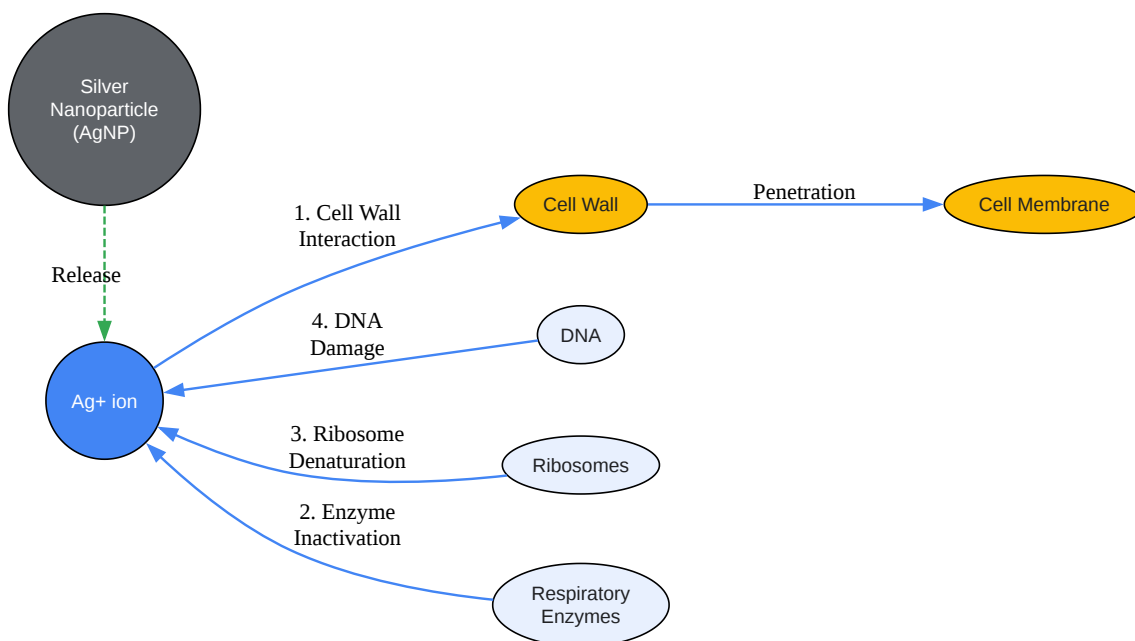 Silver
Nanoparticle
(AgNP)
Release
Ag+ ion
1. Cell Wall
Interaction
Cell Wall
Penetration
Cell Membrane
4. DNA
Damage
DNA
3. Ribosome
Denaturation
Ribosomes
2. Enzyme
Inactivation
Respiratory
Enzymes